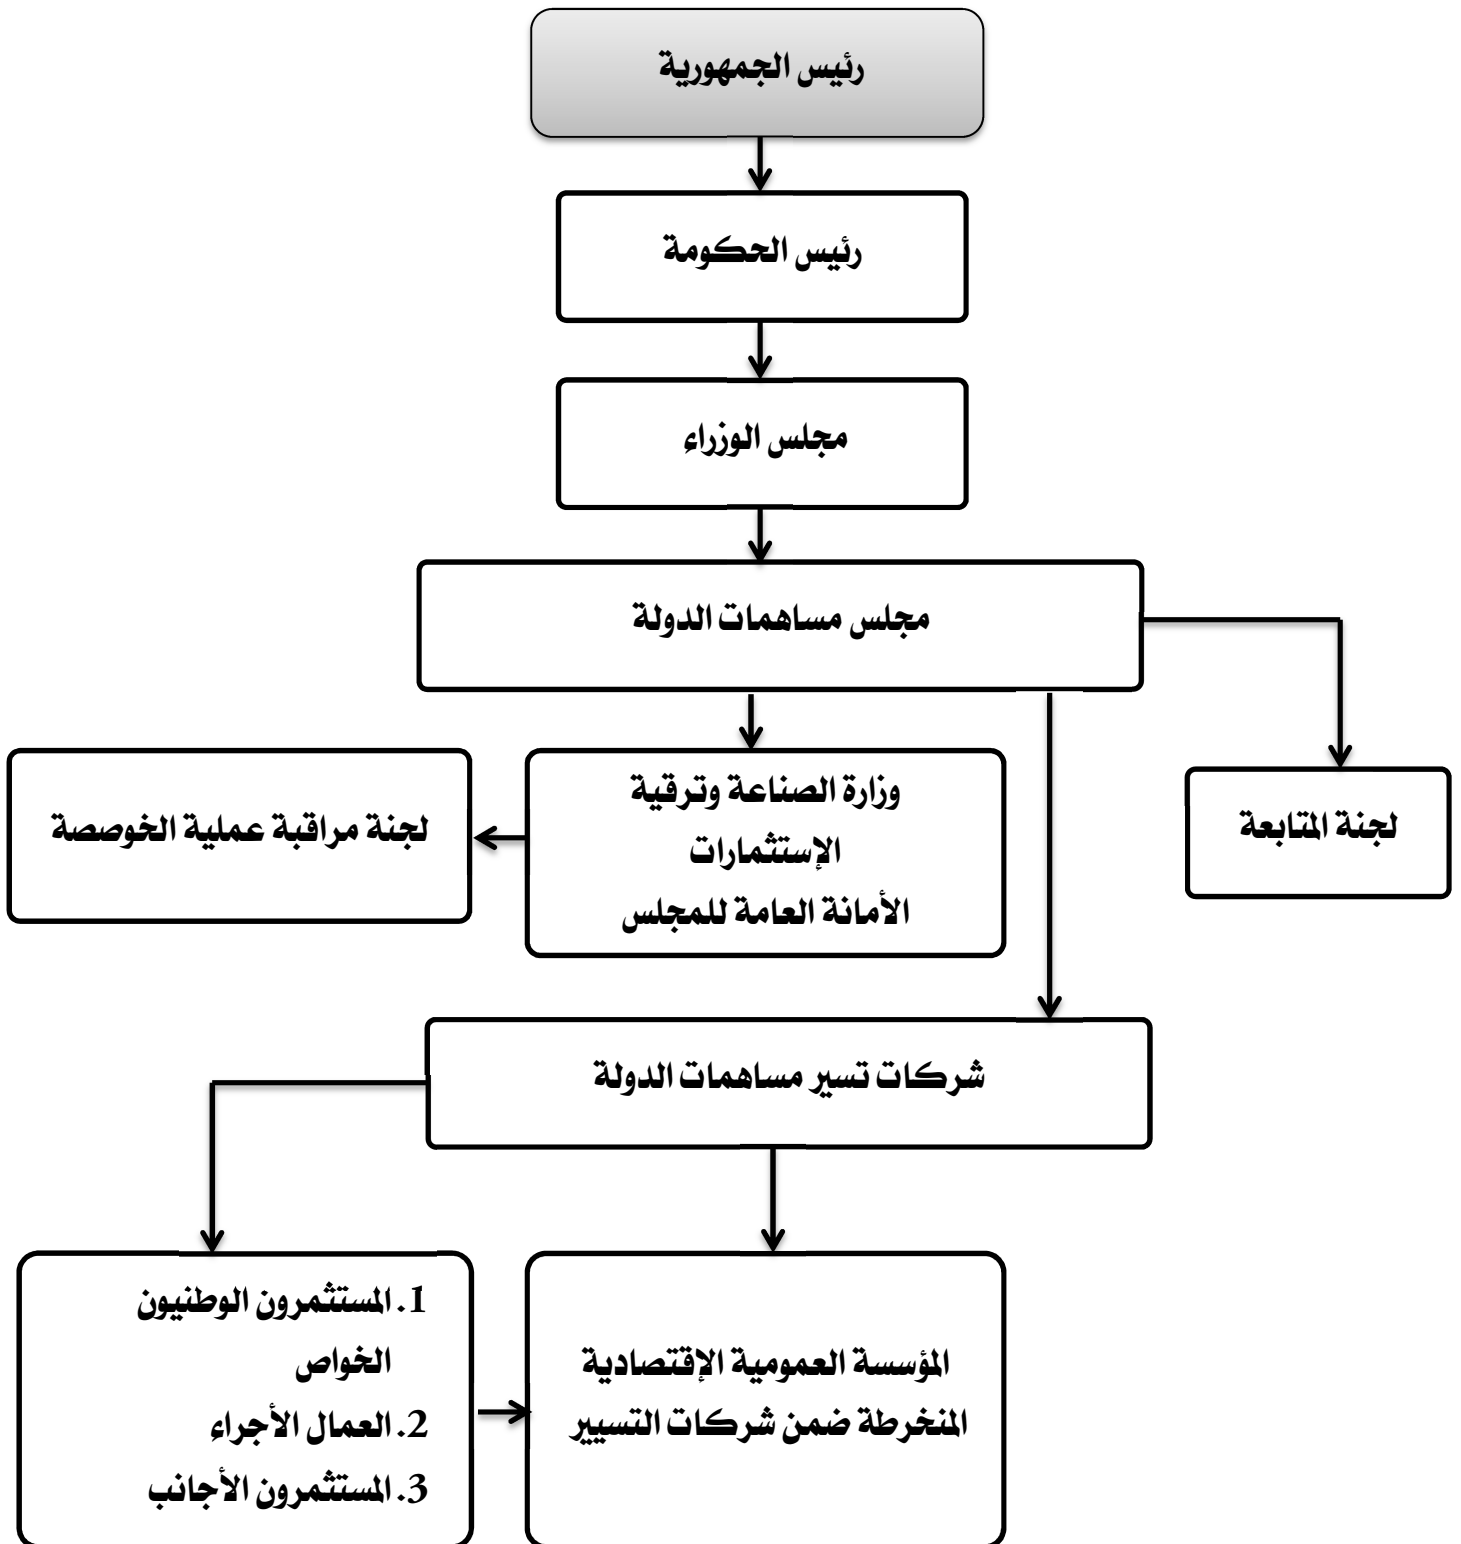 رئيس الجمهورية
رئيس الحكومة
مجلس الوزراء
مجلس مساهمات الدولة
لجنة المتابعة
وزارة الصناعة وترقية
الإستثمارات
الأمانة العامة للمجلس
لجنة مراقبة عملية الخوصصة
شركات تسير مساهمات الدولة
المؤسسة العمومية الإقتصادية
المنخرطة ضمن شركات التسيير
1. المستثمرون الوطنيون
الخواص
2. العمال الأجراء
3. المستثمرون الأجانب